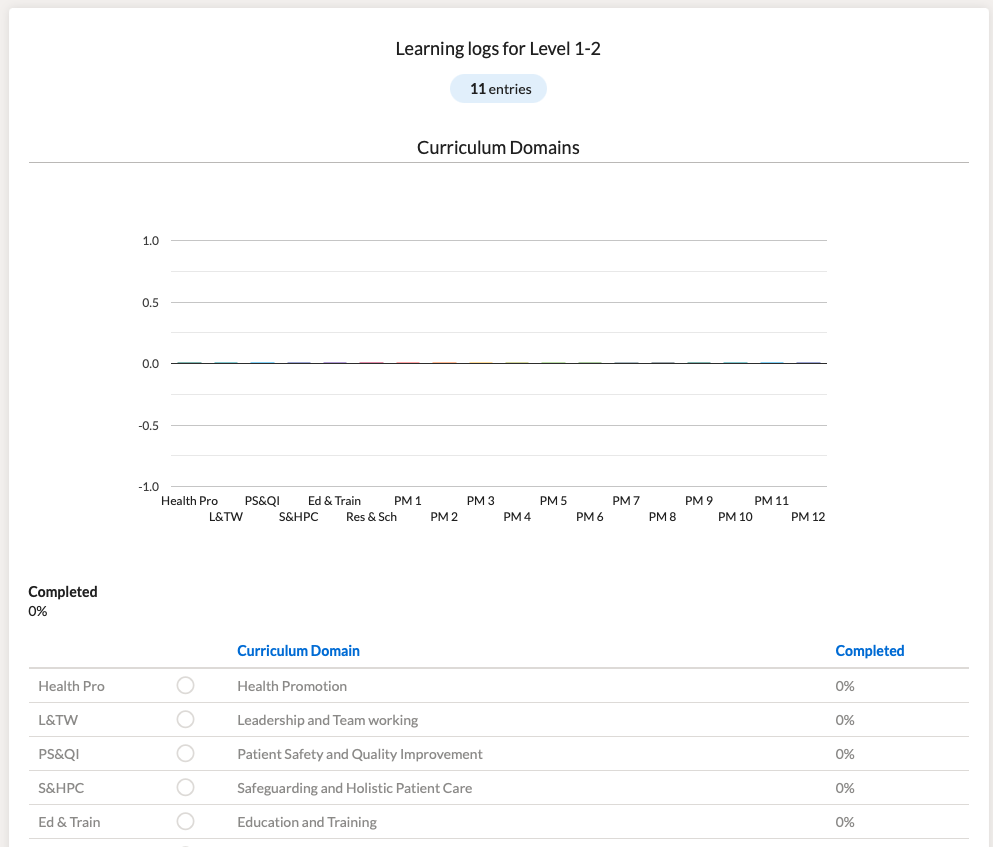 Learning logs for Level 1-2
11 entries
Curriculum Domains
1.0
0.5
0.0
-0.5
-1.0
Health Pro PS&QI Ed & Train PM 1 PM 3 PM 5 PM 7 PM 9 PM 11
L&TW S&HPC Res & Sch PM 2 PM 4 PM 6 PM 8 PM 10 PM 12
Completed
0%
Curriculum Domain Completed
Health Pro Health Promotion 0%
L&TW Leadership and Team working 0%
PS&QI Patient Safety and Quality Improvement 0%
S&HPC Safeguarding and Holistic Patient Care 0%
Ed & Train Education and Training 0%